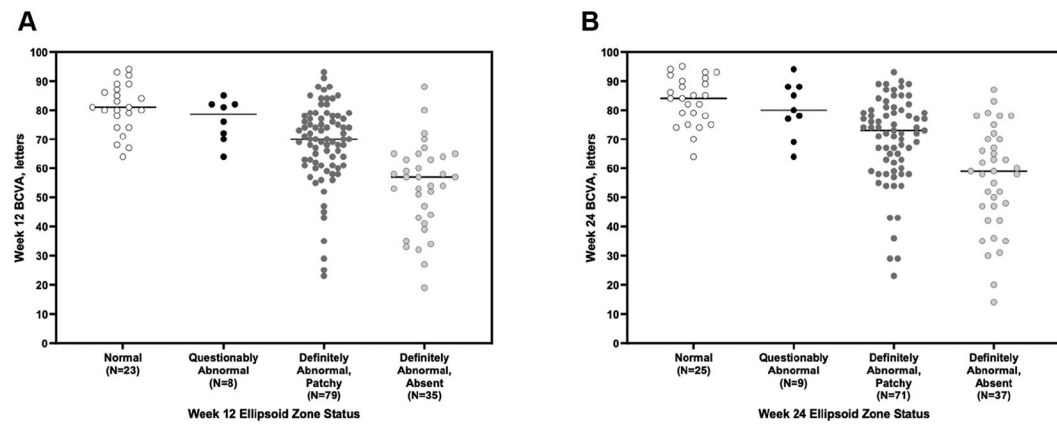 A
Week 12 BCVA, letters
100
90
80
70
60
50
40
30
20
10
0
Normal
(N=23)
Questionably
Abnormal
(N=8)
Definitely
Abnormal,
Patchy
(N=79)
Definitely
Abnormal,
Absent
(N=35)
Week 12 Ellipsoid Zone Status
B
Week 24 BCVA, letters
100
90
80
70
60
50
40
30
20
10
0
Normal
(N=25)
Questionably
Abnormal
(N=9)
Definitely
Abnormal,
Patchy
(N=71)
Definitely
Abnormal,
Absent
(N=37)
Week 24 Ellipsoid Zone Status